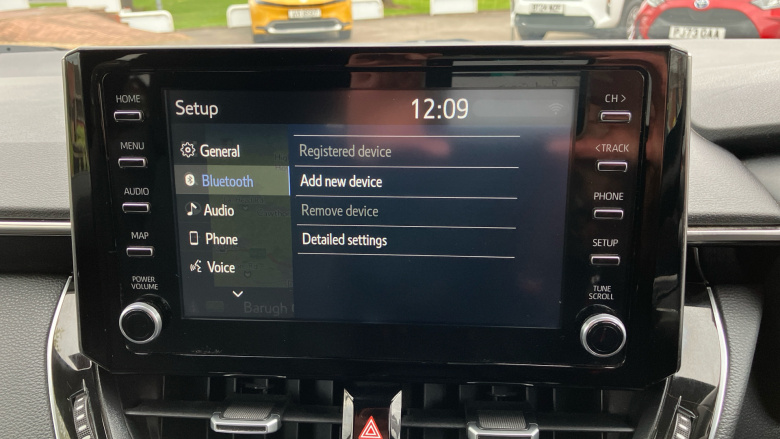 HOME
MENU
AUDIO
MAP
POWER
VOLUME
Setup
12:09
General
Bluetooth
Audio
Phone
Voice
Registered device
Add new device
Remove device
Detailed settings
Barugh
CH >
< TRACK
PHONE
SETUP
TUNE
SCROLL